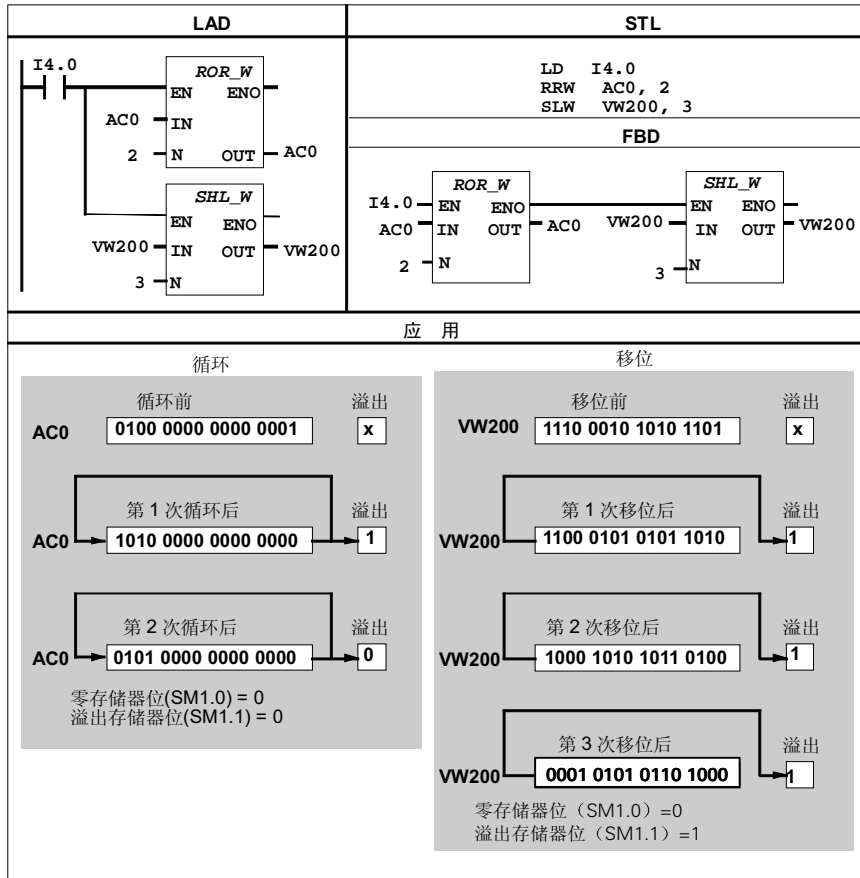 LAD
I4.0
ROR_W
EN ENO
AC0 IN
2 N OUT AC0
SHL_W
EN ENO
VW200 IN OUT VW200
3 N
STL
LD I4.0
RRW AC0, 2
SLW VW200, 3
FBD
ROR_W
I4.0 EN ENO
AC0 IN OUT AC0
2 N
SHL_W
EN ENO
VW200 IN OUT VW200
3 N
应 用
循环
循环前 溢出
AC0 0100 0000 0000 0001 x
第 1 次循环后 溢出
AC0 1010 0000 0000 0000 1
第 2 次循环后 溢出
AC0 0101 0000 0000 0000 0
零存储器位(SM1.0) = 0
溢出存储器位(SM1.1) = 0
移位
移位前 溢出
VW200 1110 0010 1010 1101 x
第 1 次移位后 溢出
VW200 1100 0101 0101 1010 1
第 2 次移位后 溢出
VW200 1000 1010 1011 0100 1
第 3 次移位后 溢出
VW200 0001 0101 0110 1000 1
零存储器位（SM1.0）=0
溢出存储器位（SM1.1）=1